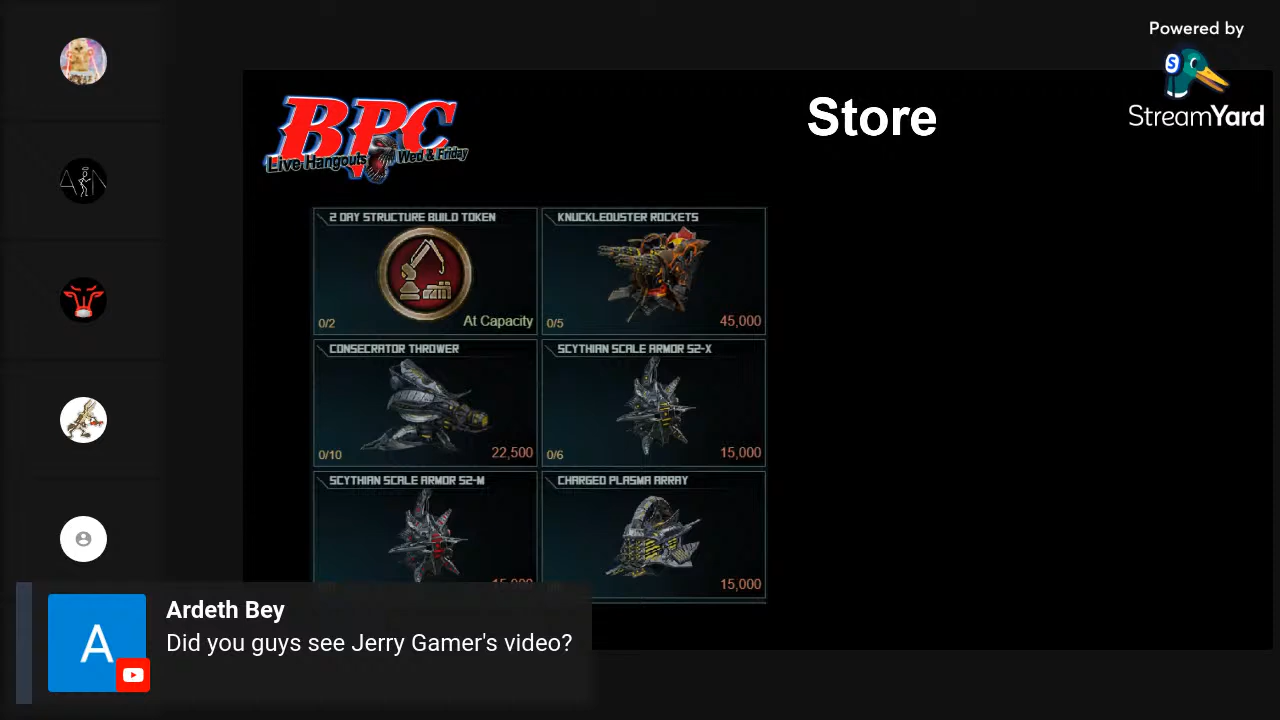 Powered by
StreamYard
BPC
Live Hangouts Wed & Friday
Store
2 DAY STRUCTURE BUILD TOKEN
0/2
At Capacity
KNUCKLEDUSTER ROCKETS
0/5
45,000
CONSECRATOR THROWER
0/10
22,500
SCYTHIAN SCALE ARMOR S2-X
0/6
15,000
SCYTHIAN SCALE ARMOR S2-M
15,000
CHARGED PLASMA ARRAY
15,000
A
Ardeth Bey
Did you guys see Jerry Gamer's video?